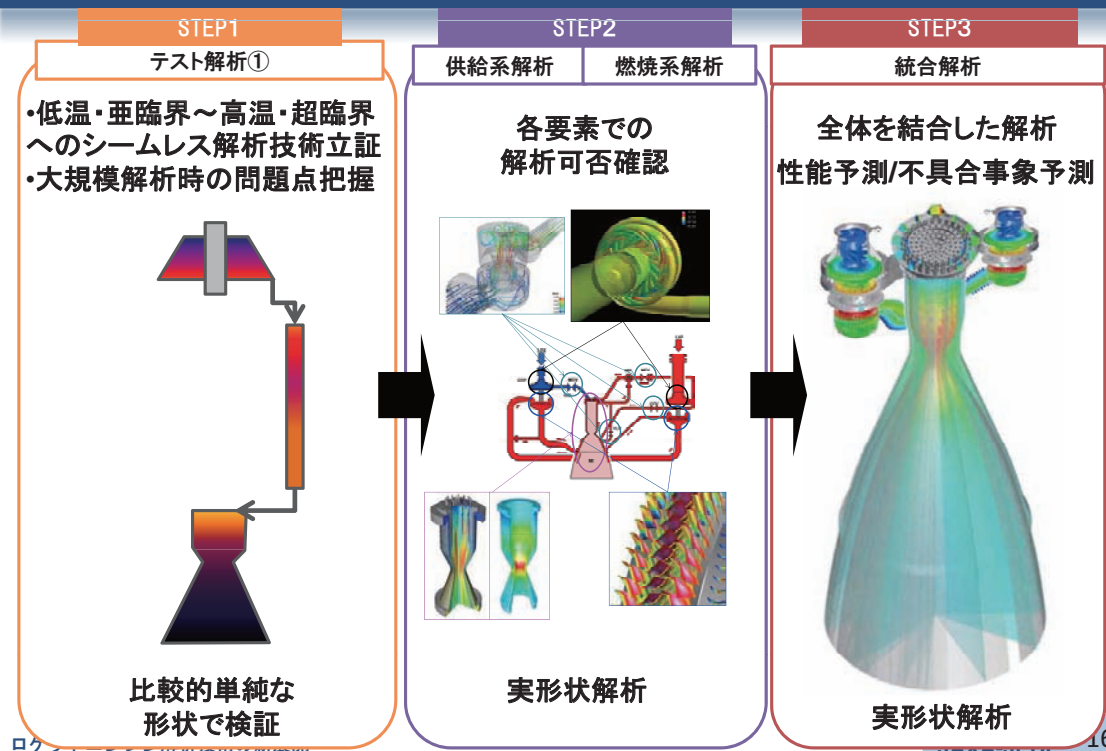 STEP1
テスト解析①
・低温・亜臨界～高温・超臨界
へのシームレス解析技術立証
・大規模解析時の問題点把握
比較的単純な
形状で検証
STEP2
供給系解析
燃焼系解析
各要素での
解析可否確認
実形状解析
STEP3
統合解析
全体を結合した解析
性能予測/不具合事象予測
実形状解析
16